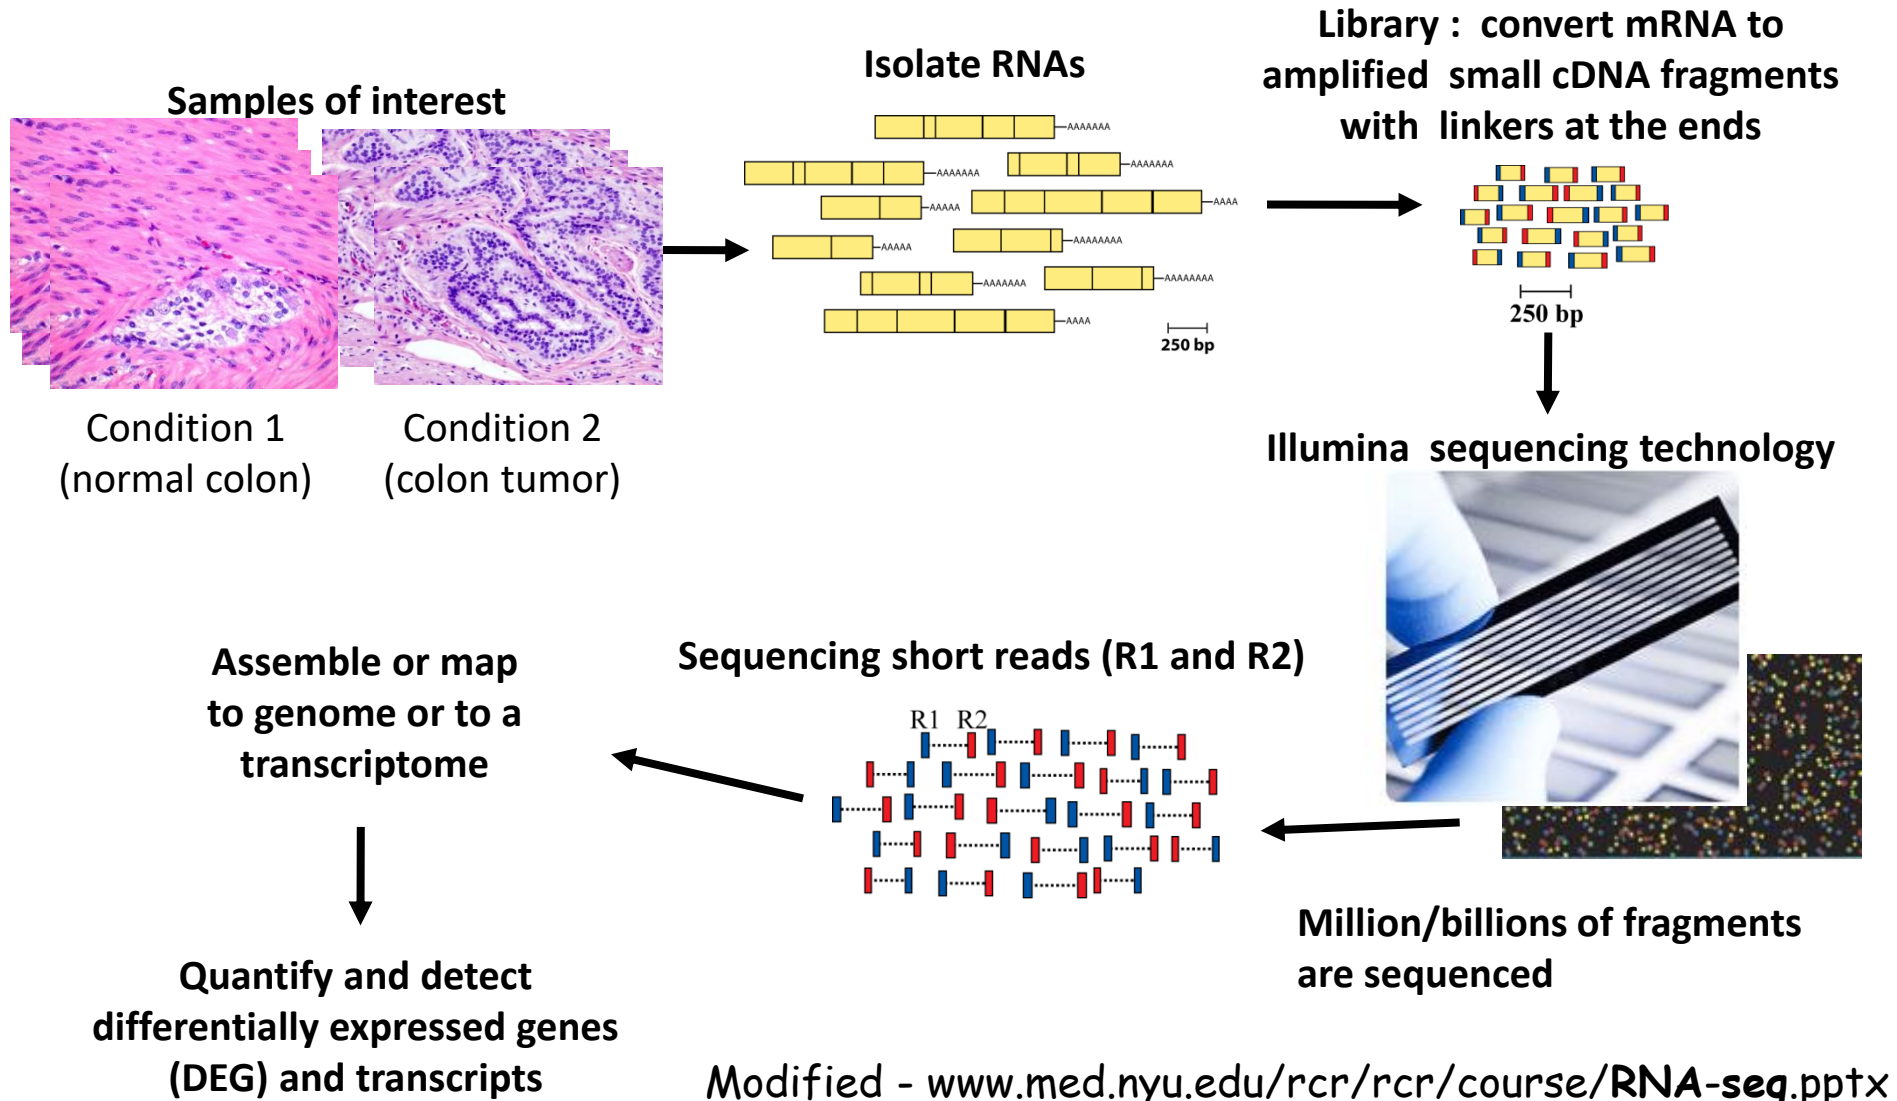 Samples of interest
Condition 1
(normal colon)
Condition 2
(colon tumor)
Isolate RNAs
AAAAAAA
AAAAAAA
AAAAAAA
AAAAA
AAAA
AAAAA
AAAAAAAA
AAAAAAA
AAAAAAAA
AAAA
250 bp
Library : convert mRNA to
amplified small cDNA fragments
with linkers at the ends
250 bp
Illumina sequencing technology
Million/billions of fragments
are sequenced
Sequencing short reads (R1 and R2)
R1 R2
Assemble or map
to genome or to a
transcriptome
Quantify and detect
differentially expressed genes
(DEG) and transcripts
Modified - www.med.nyu.edu/rcr/rcr/course/RNA-seq.pptx